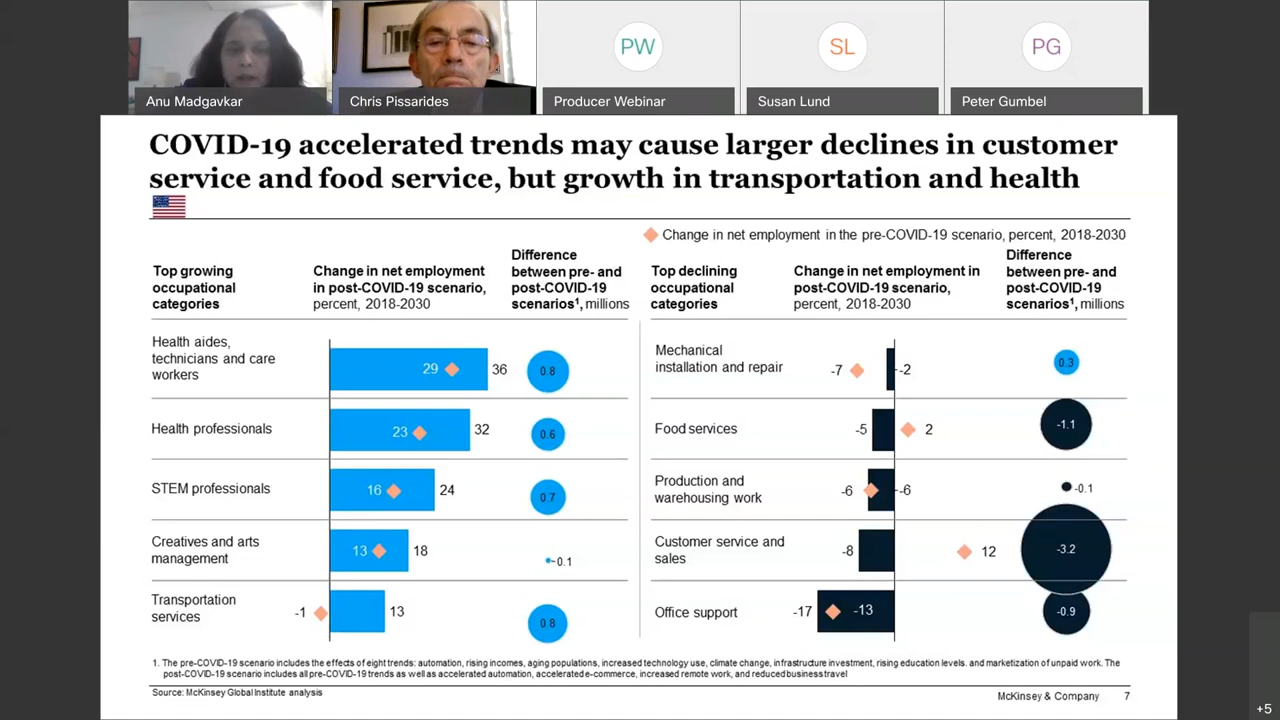 PW
SL
PG
Anu Madgavkar
Chris Pissarides
Producer Webinar
Susan Lund
Peter Gumbel
COVID-19 accelerated trends may cause larger declines in customer
service and food service, but growth in transportation and health
Change in net employment in the pre-COVID-19 scenario, percent, 2018-2030
Top growing
occupational
categories
Change in net employment
in post-COVID-19 scenario,
percent, 2018-2030
Difference
between pre- and
post-COVID-19
scenarios¹, millions
Health aides,
technicians and care
workers
29
36
0.8
Health professionals
23
32
0.6
STEM professionals
16
24
0.7
Creatives and arts
management
13
18
0.1
Transportation
services
-1
13
0.8
Top declining
occupational
categories
Change in net employment in
post-COVID-19 scenario,
percent, 2018-2030
Difference
between pre- and
post-COVID-19
scenarios¹, millions
Mechanical
installation and repair
-7
-2
0.3
Food services
-5
2
-1.1
Production and
warehousing work
-6
-6
-0.1
Customer service and
sales
-8
12
-3.2
Office support
-17
-13
-0.9
1. The pre-COVID-19 scenario includes the effects of eight trends: automation, rising incomes, aging populations, increased technology use, climate change, infrastructure investment, rising education levels. and marketization of unpaid work. The
post-COVID-19 scenario includes all pre-COVID-19 trends as well as accelerated automation, accelerated e-commerce, increased remote work, and reduced business travel
Source: McKinsey Global Institute analysis
McKinsey & Company
7
+5